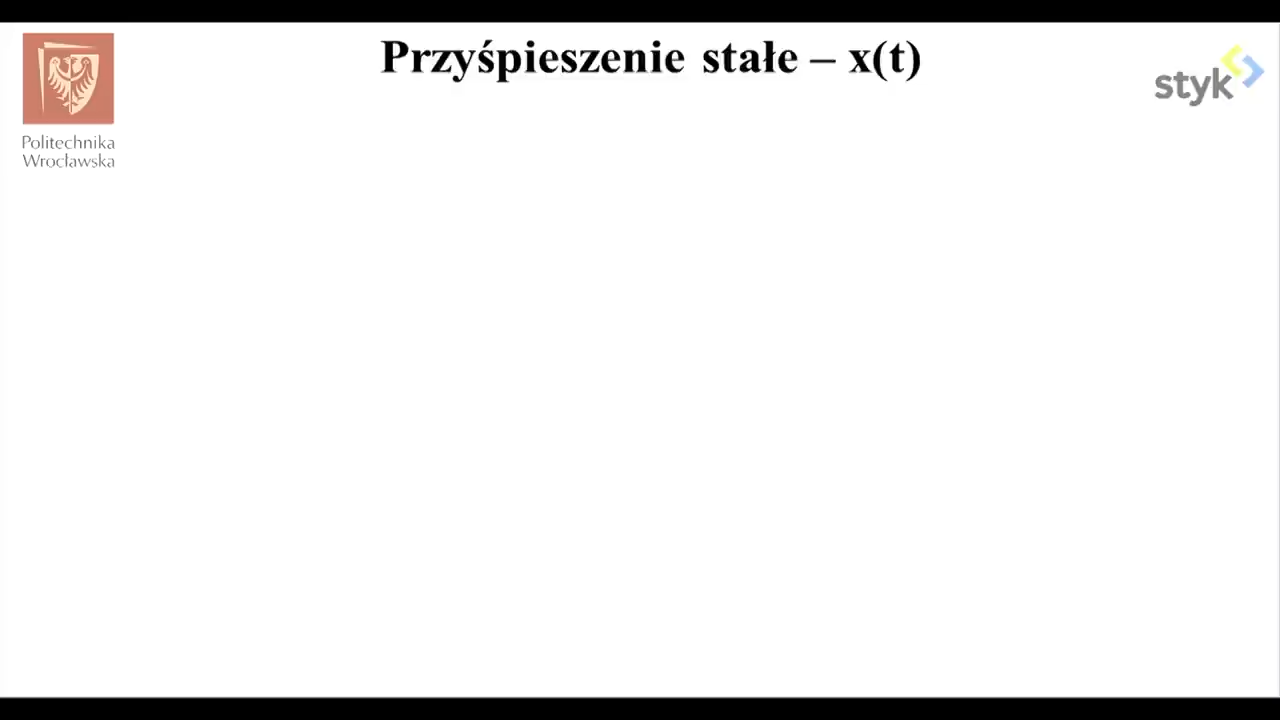 Przyśpieszenie stałe – x(t)
styk
Politechnika
Wrocławska